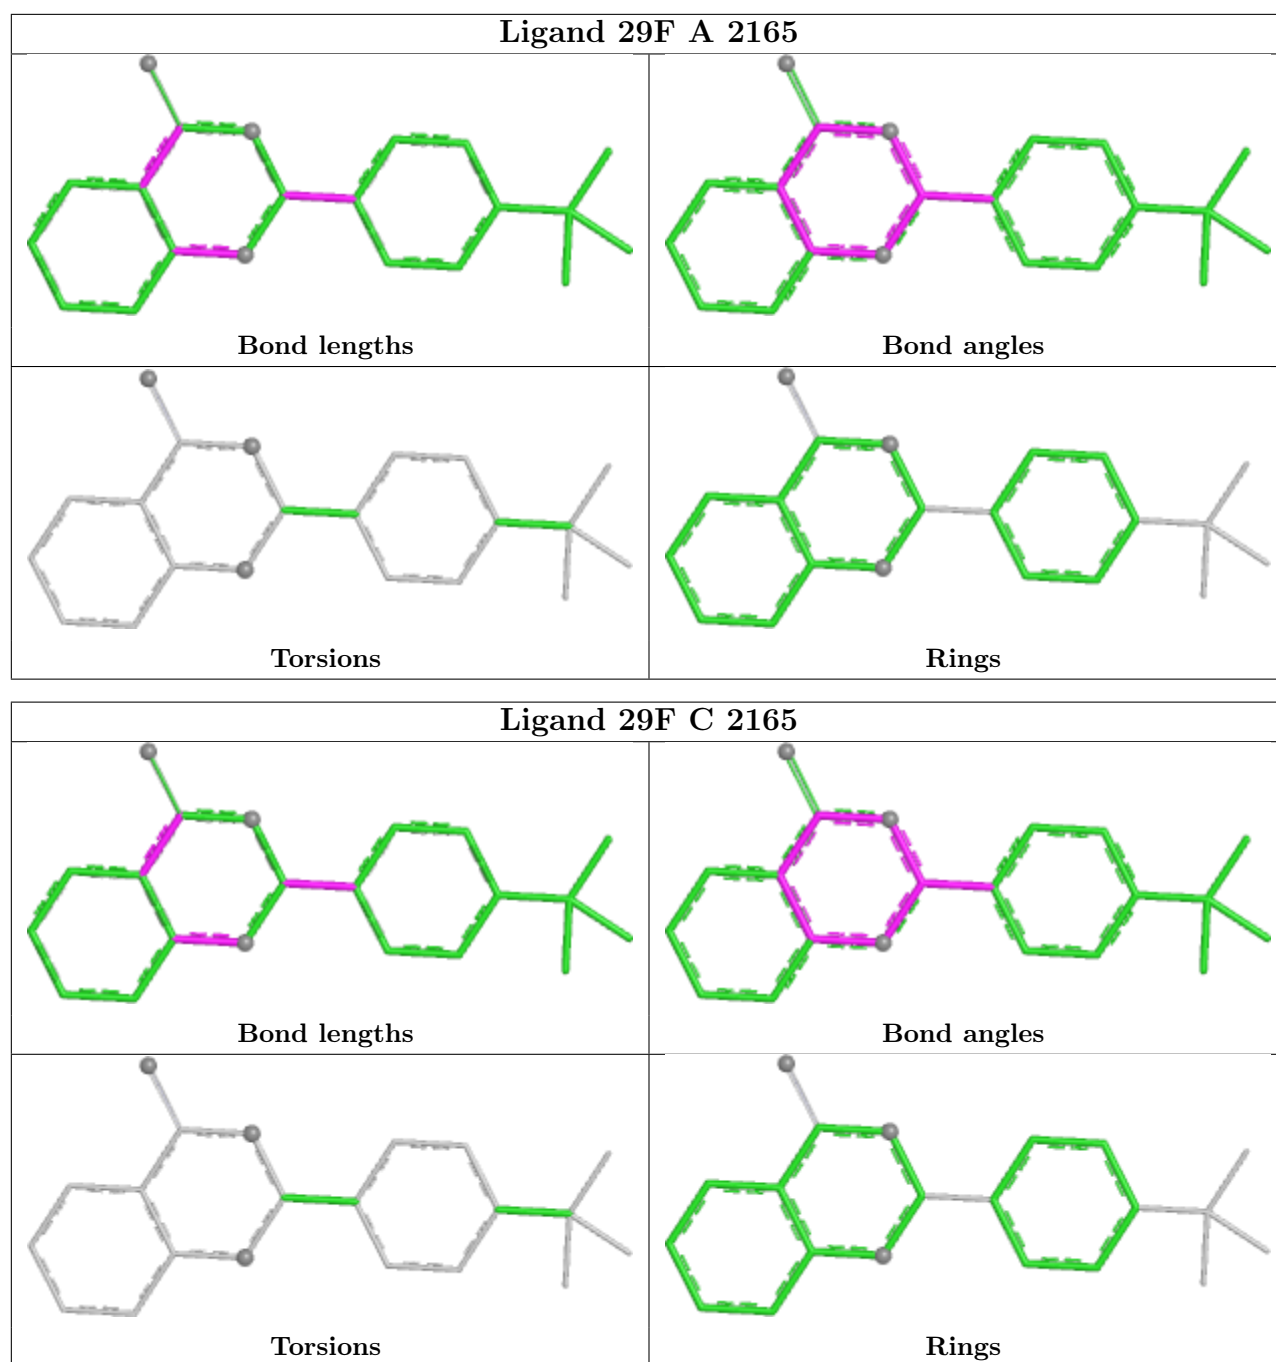 Ligand 29F A 2165
Bond lengths
Bond angles
Torsions
Rings
Ligand 29F C 2165
Bond lengths
Bond angles
Torsions
Rings